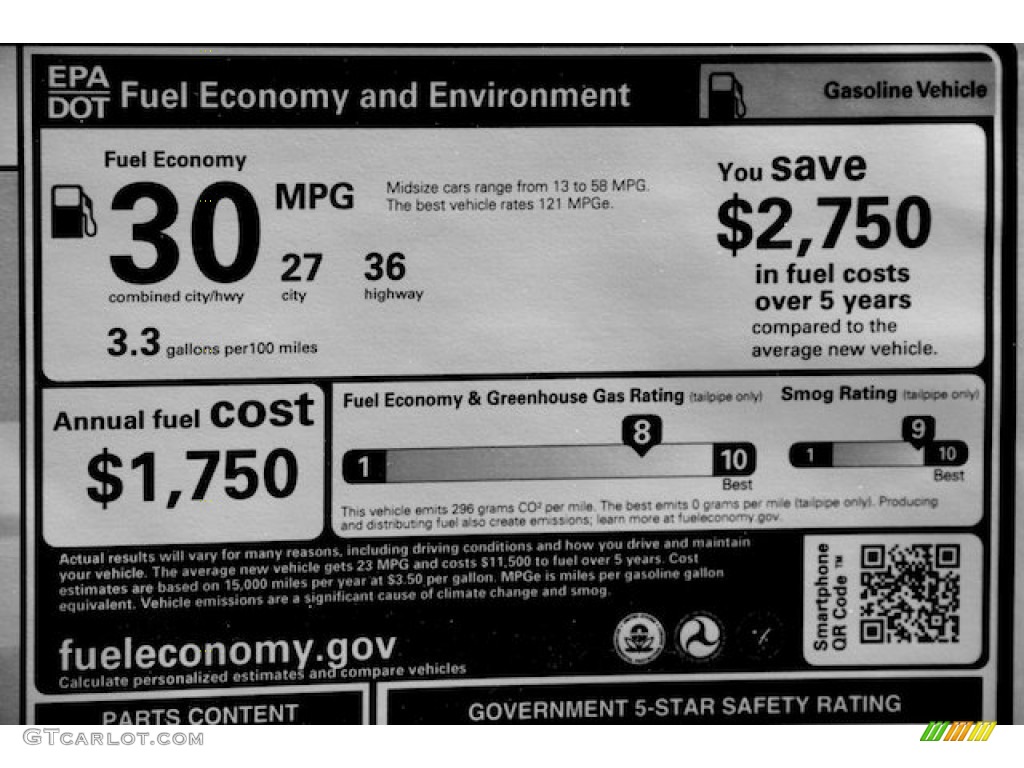 EPA
DOT
Fuel Economy and Environment
Gasoline Vehicle
Fuel Economy
30 MPG
combined city/hwy
27
city
36
highway
Midsize cars range from 13 to 58 MPG.
The best vehicle rates 121 MPGe.
3.3 gallons per100 miles
You save
$2,750
in fuel costs
over 5 years
compared to the
average new vehicle.
Annual fuel cost
$1,750
Fuel Economy & Greenhouse Gas Rating (tailpipe only)
8
1
10
Best
Smog Rating (tailpipe only)
9
1
10
Best
This vehicle emits 296 grams CO² per mile. The best emits 0 grams per mile (tailpipe only). Producing
and distributing fuel also create emissions; learn more at fueleconomy.gov.
Actual results will vary for many reasons, including driving conditions and how you drive and maintain
your vehicle. The average new vehicle gets 23 MPG and costs $11,500 to fuel over 5 years. Cost
estimates are based on 15,000 miles per year at $3.50 per gallon. MPGe is miles per gasoline gallon
equivalent. Vehicle emissions are a significant cause of climate change and smog.
fueleconomy.gov
Calculate personalized estimates and compare vehicles
Smartphone
QR Code™
PARTS CONTENT
GOVERNMENT 5-STAR SAFETY RATING
GTcarlot.com